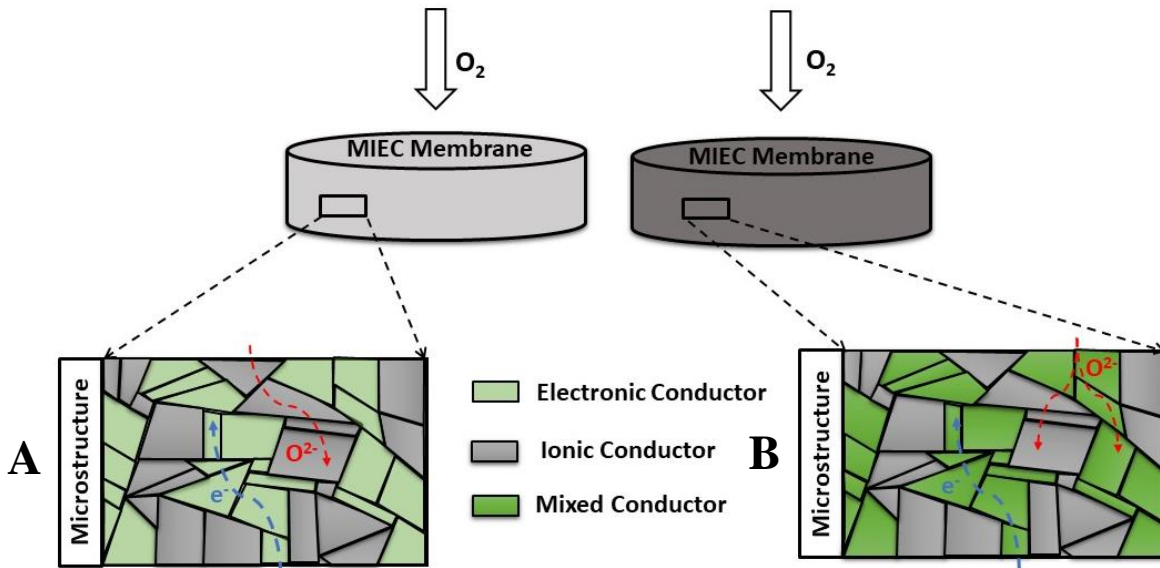 O2
O2
MIEC Membrane
MIEC Membrane
A
Microstructure
O2-
e-
Electronic Conductor
Ionic Conductor
Mixed Conductor
B
Microstructure
O2-
e-